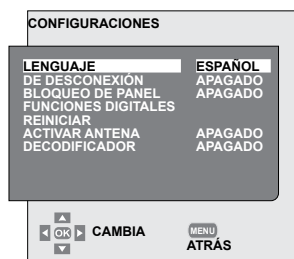 CONFIGURACIONES
LENGUAJE ESPAÑOL
DE DESCONEXIÓN APAGADO
BLOQUEO DE PANEL APAGADO
FUNCIONES DIGITALES
REINICIAR
ACTIVAR ANTENA APAGADO
DECODIFICADOR APAGADO
OK CAMBIA MENU
ATRÁS